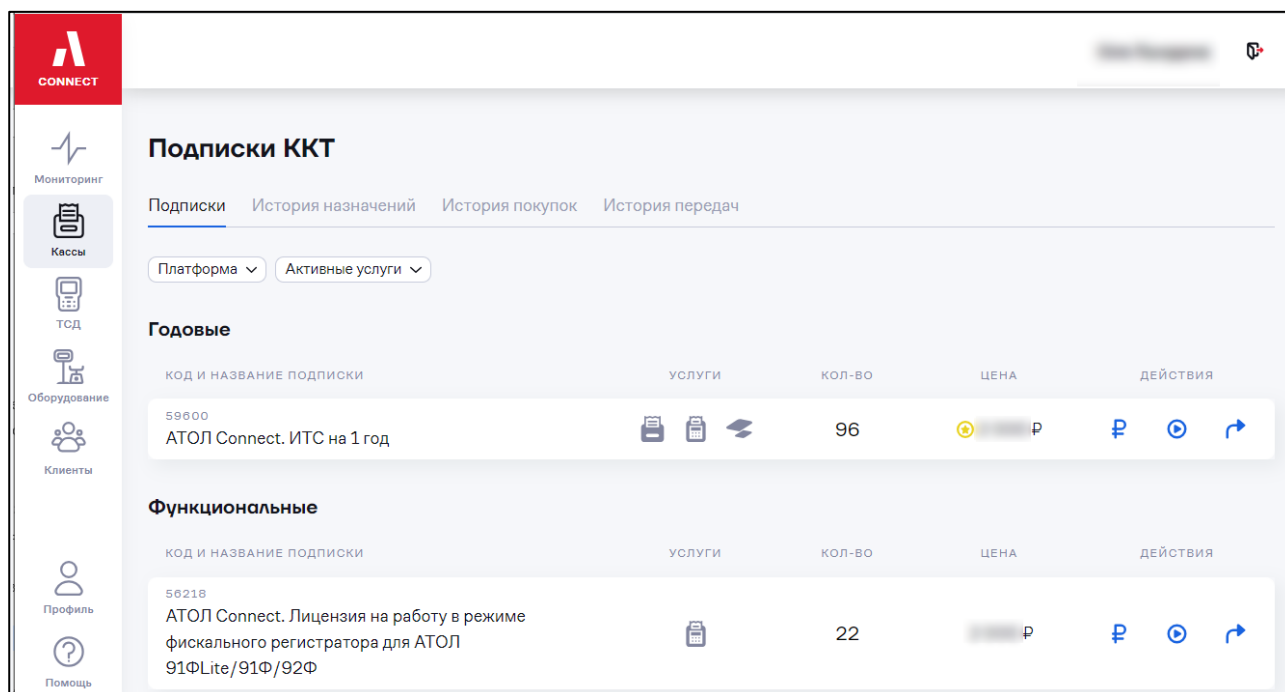 CONNECT
Мониторинг
Кассы
ТСД
Оборудование
Клиенты
Профиль
Помощь
Подписки ККТ
Подписки История назначений История покупок История передач
Платформа Активные услуги
Годовые
КОД И НАЗВАНИЕ ПОДПИСКИ УСЛУГИ КОЛ-ВО ЦЕНА ДЕЙСТВИЯ
59600
АТОЛ Connect. ИТС на 1 год 96 ₽ ₽
Функциональные
КОД И НАЗВАНИЕ ПОДПИСКИ УСЛУГИ КОЛ-ВО ЦЕНА ДЕЙСТВИЯ
56218
АТОЛ Connect. Лицензия на работу в режиме
фискального регистратора для АТОЛ 22 ₽ ₽
91ФLite/91Ф/92Ф